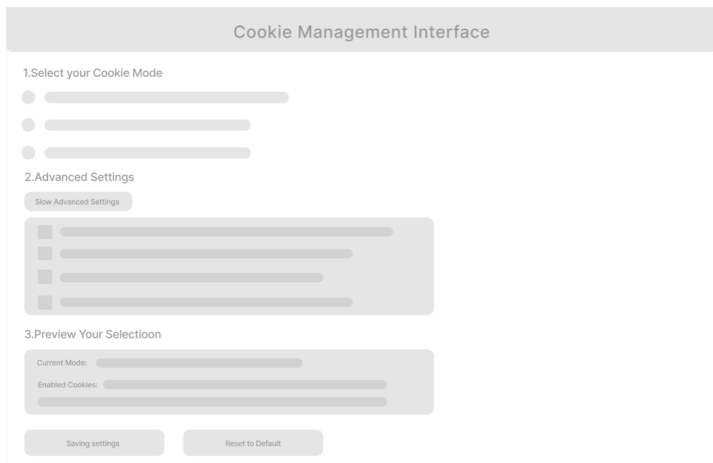 Cookie Management Interface
1.Select your Cookie Mode
2.Advanced Settings
Slow Advanced Settings
3.Preview Your Selectioon
Current Mode:
Enabled Cookies:
Saving settings
Reset to Default